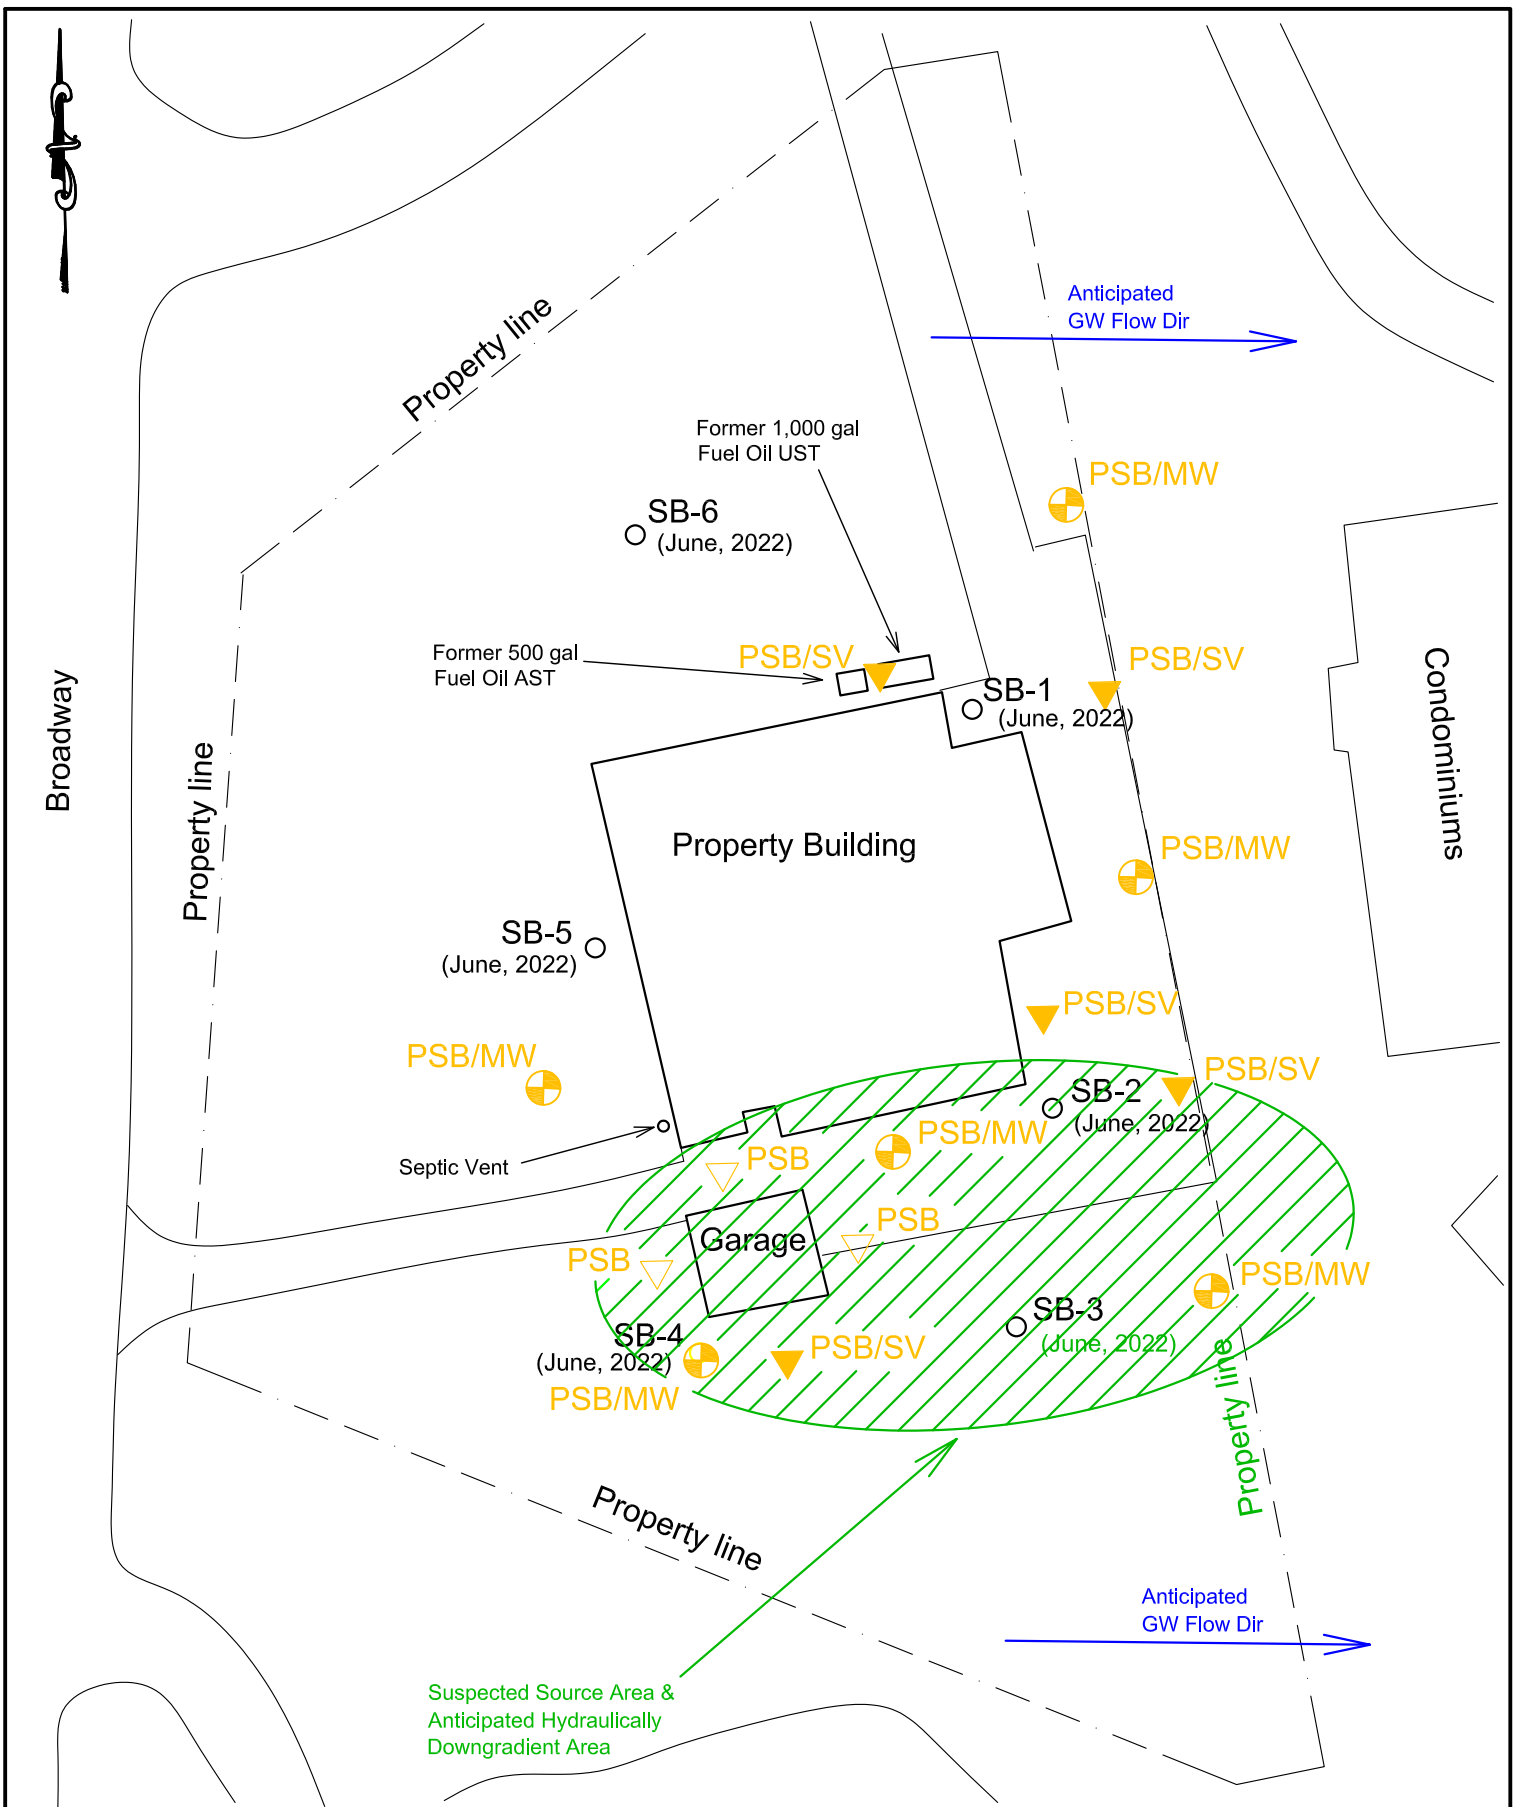 Anticipated
GW Flow Dir
Property line
Former 1,000 gal
Fuel Oil UST
PSB/MW
SB-6
(June, 2022)
Former 500 gal
Fuel Oil AST
PSB/SV
PSB/SV
SB-1
(June, 2022)
Condominiums
Broadway
Property line
Property Building
PSB/MW
SB-5
(June, 2022)
PSB/SV
PSB/MW
PSB/SV
SB-2
(June, 2022)
PSB/MW
Septic Vent
PSB
PSB
Garage
PSB
PSB/MW
SB-3
(June, 2022)
SB-4
(June, 2022)
PSB/SV
PSB/MW
Property line
Property line
Anticipated
GW Flow Dir
Suspected Source Area &
Anticipated Hydraulically
Downgradient Area